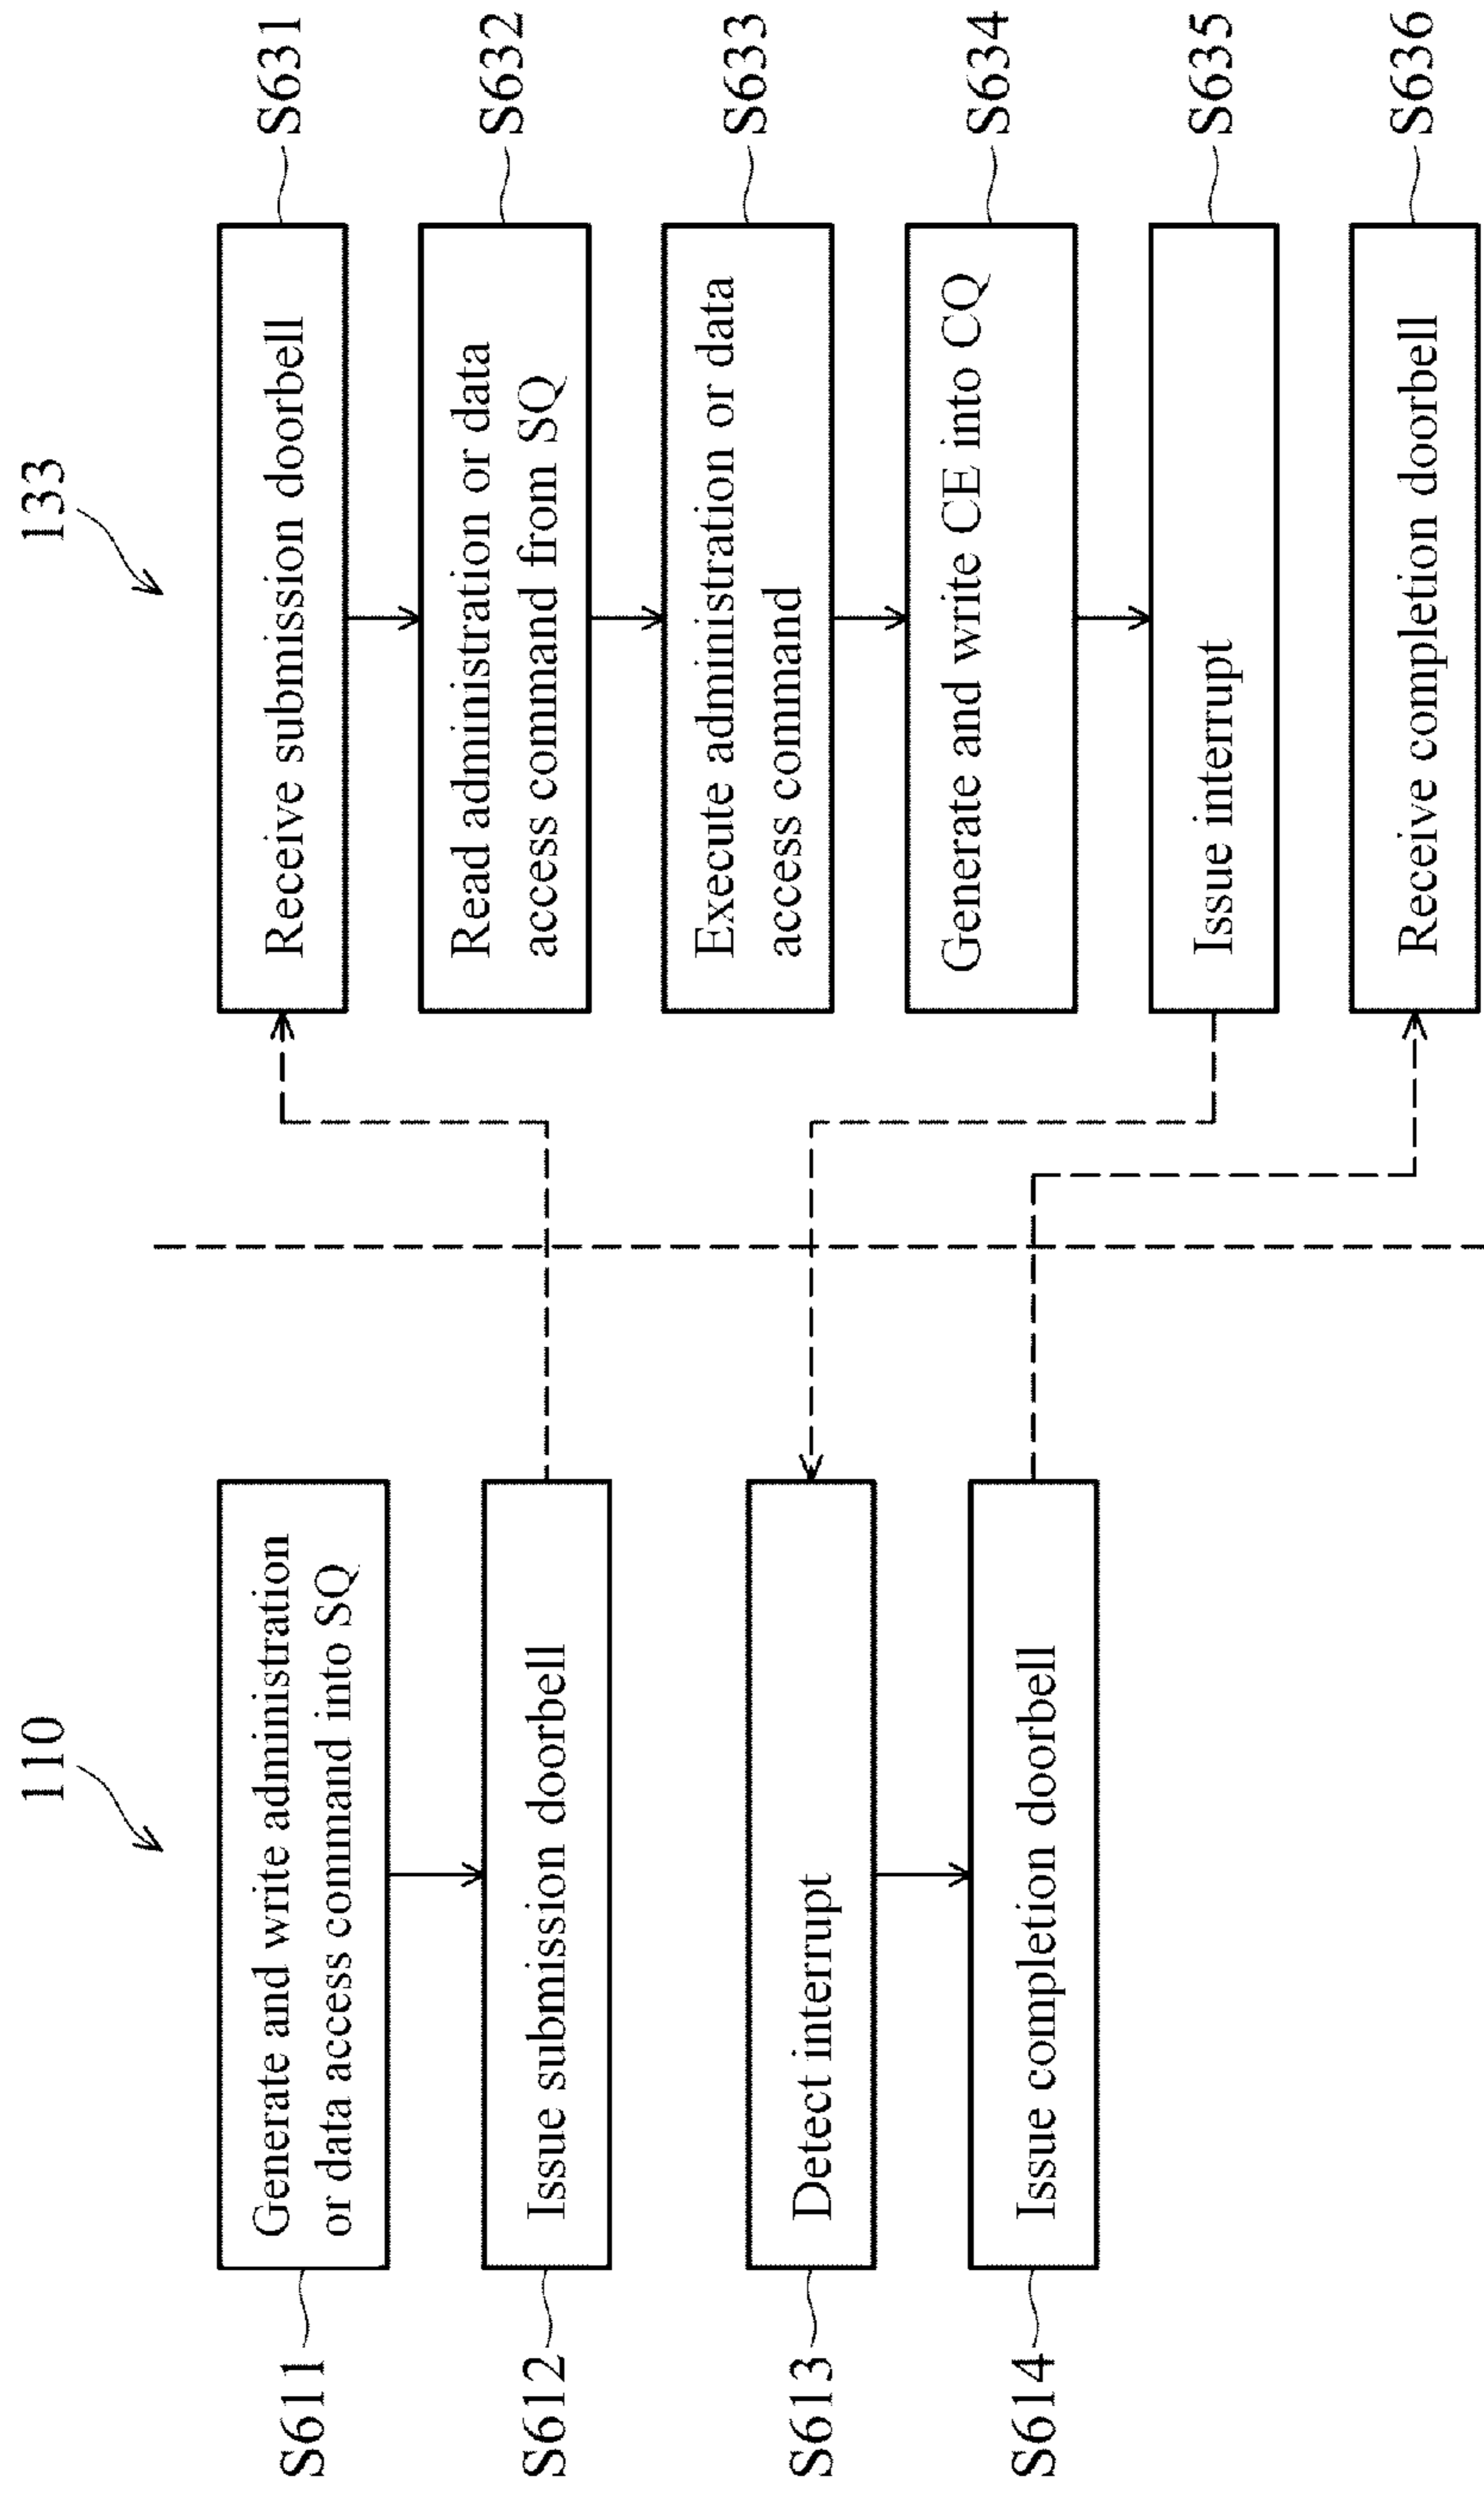 110
S611
Generate and write administration
or data access command into SQ
S612
Issue submission doorbell
S613
Detect interrupt
S614
Issue completion doorbell
133
Receive submission doorbell
S631
Read administration or data
access command from SQ
S632
Execute administration or data
access command
S633
Generate and write CE into CQ
S634
Issue interrupt
S635
Receive completion doorbell
S636